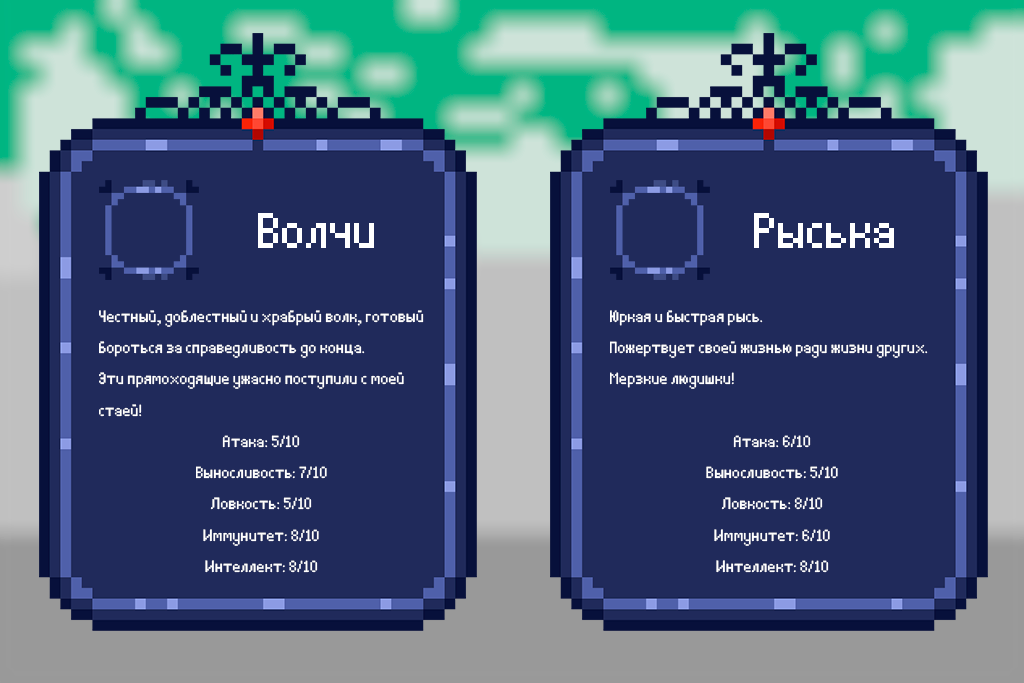 Волчи
Честный, доблестный и храбрый волк, готовый
бороться за справедливость до конца.
Эти прямоходящие ужасно поступили с моей
стаей!
Атака: 5/10
Выносливость: 7/10
Ловкость: 5/10
Иммунитет: 8/10
Интеллект: 8/10
Рыська
Юркая и быстрая рысь.
Пожертвует своей жизнью ради жизни других.
Мерзкие людишки!
Атака: 6/10
Выносливость: 5/10
Ловкость: 8/10
Иммунитет: 6/10
Интеллект: 8/10